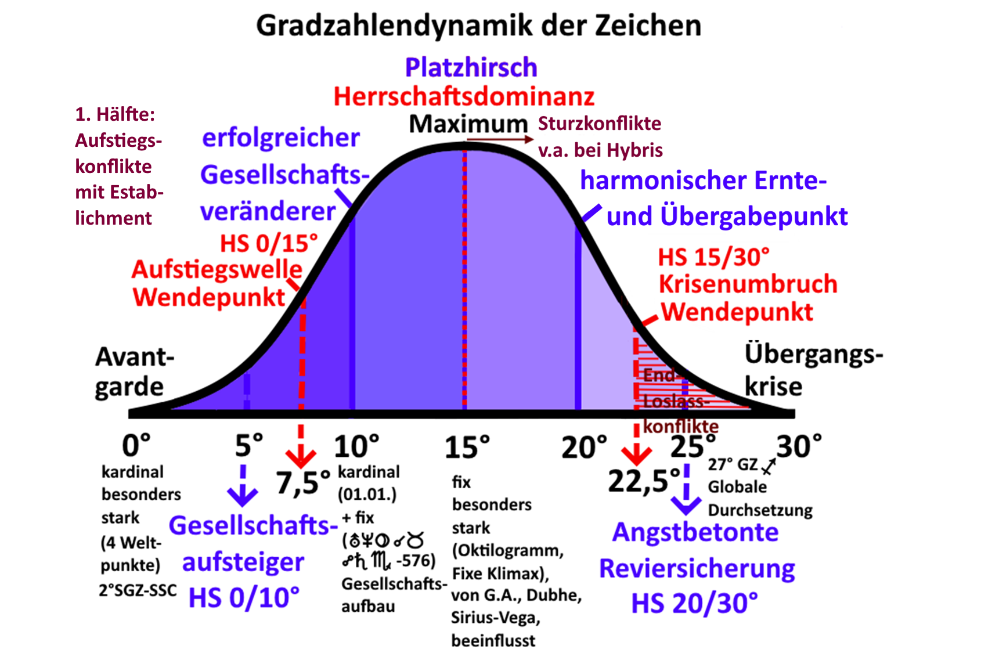 Gradzahlendynamik der Zeichen
Platzhirsch
Herrschaftsdominanz
Maximum
Sturzkonflikte
v.a. bei Hybris
1. Hälfte:
Aufstiegs-
konflikte
mit Estab-
lichment
erfolgreicher
Gesellschafts-
veränderer
HS 0/15°
Aufstiegswelle
Wendepunkt
harmonischer Ernte-
und Übergabepunkt
HS 15/30°
Krisenumbruch
Wendepunkt
Avant-
garde
Übergangs-
krise
End-
Loslass-
konflikte
0°
5°
10°
15°
20°
25°
30°
7,5°
22,5°
kardinal
besonders
stark
(4 Welt-
punkte)
2°SGZ-SSC
Gesellschafts-
aufsteiger
HS 0/10°
kardinal
(01.01.)
+ fix
(⛢♆☽☌♉
☍♄♏ -576)
Gesellschafts-
aufbau
fix
besonders
stark
(Oktilogramm,
Fixe Klimax),
von G.A., Dubhe,
Sirius-Vega,
beeinflusst
27° GZ ♐
Globale
Durchsetzung
Angstbetonte
Reviersicherung
HS 20/30°